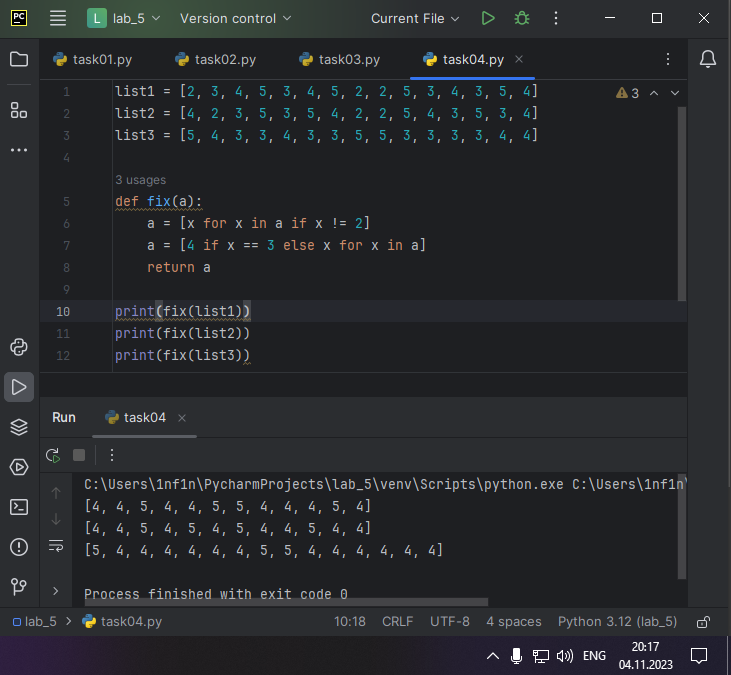 PC L lab_5 Version control Current File
task01.py task02.py task03.py task04.py
1 list1 = [2, 3, 4, 5, 3, 4, 5, 2, 2, 5, 3, 4, 3, 5, 4] 3
2 list2 = [4, 2, 3, 5, 3, 5, 4, 2, 2, 5, 4, 3, 5, 3, 4]
3 list3 = [5, 4, 3, 3, 4, 3, 3, 5, 5, 3, 3, 3, 3, 4, 4]
4
3 usages
5 def fix(a):
6 a = [x for x in a if x != 2]
7 a = [4 if x == 3 else x for x in a]
8 return a
9
10 print(fix(list1))
11 print(fix(list2))
12 print(fix(list3))
Run task04
C:\Users\1nf1n\PycharmProjects\lab_5\venv\Scripts\python.exe C:\Users\1nf1n\
[4, 4, 5, 4, 4, 5, 5, 4, 4, 4, 5, 4]
[4, 4, 5, 4, 5, 4, 5, 4, 4, 5, 4, 4]
[5, 4, 4, 4, 4, 4, 4, 5, 5, 4, 4, 4, 4, 4, 4]
Process finished with exit code 0
lab_5 > task04.py 10:18 CRLF UTF-8 4 spaces Python 3.12 (lab_5)
ENG 20:17
04.11.2023